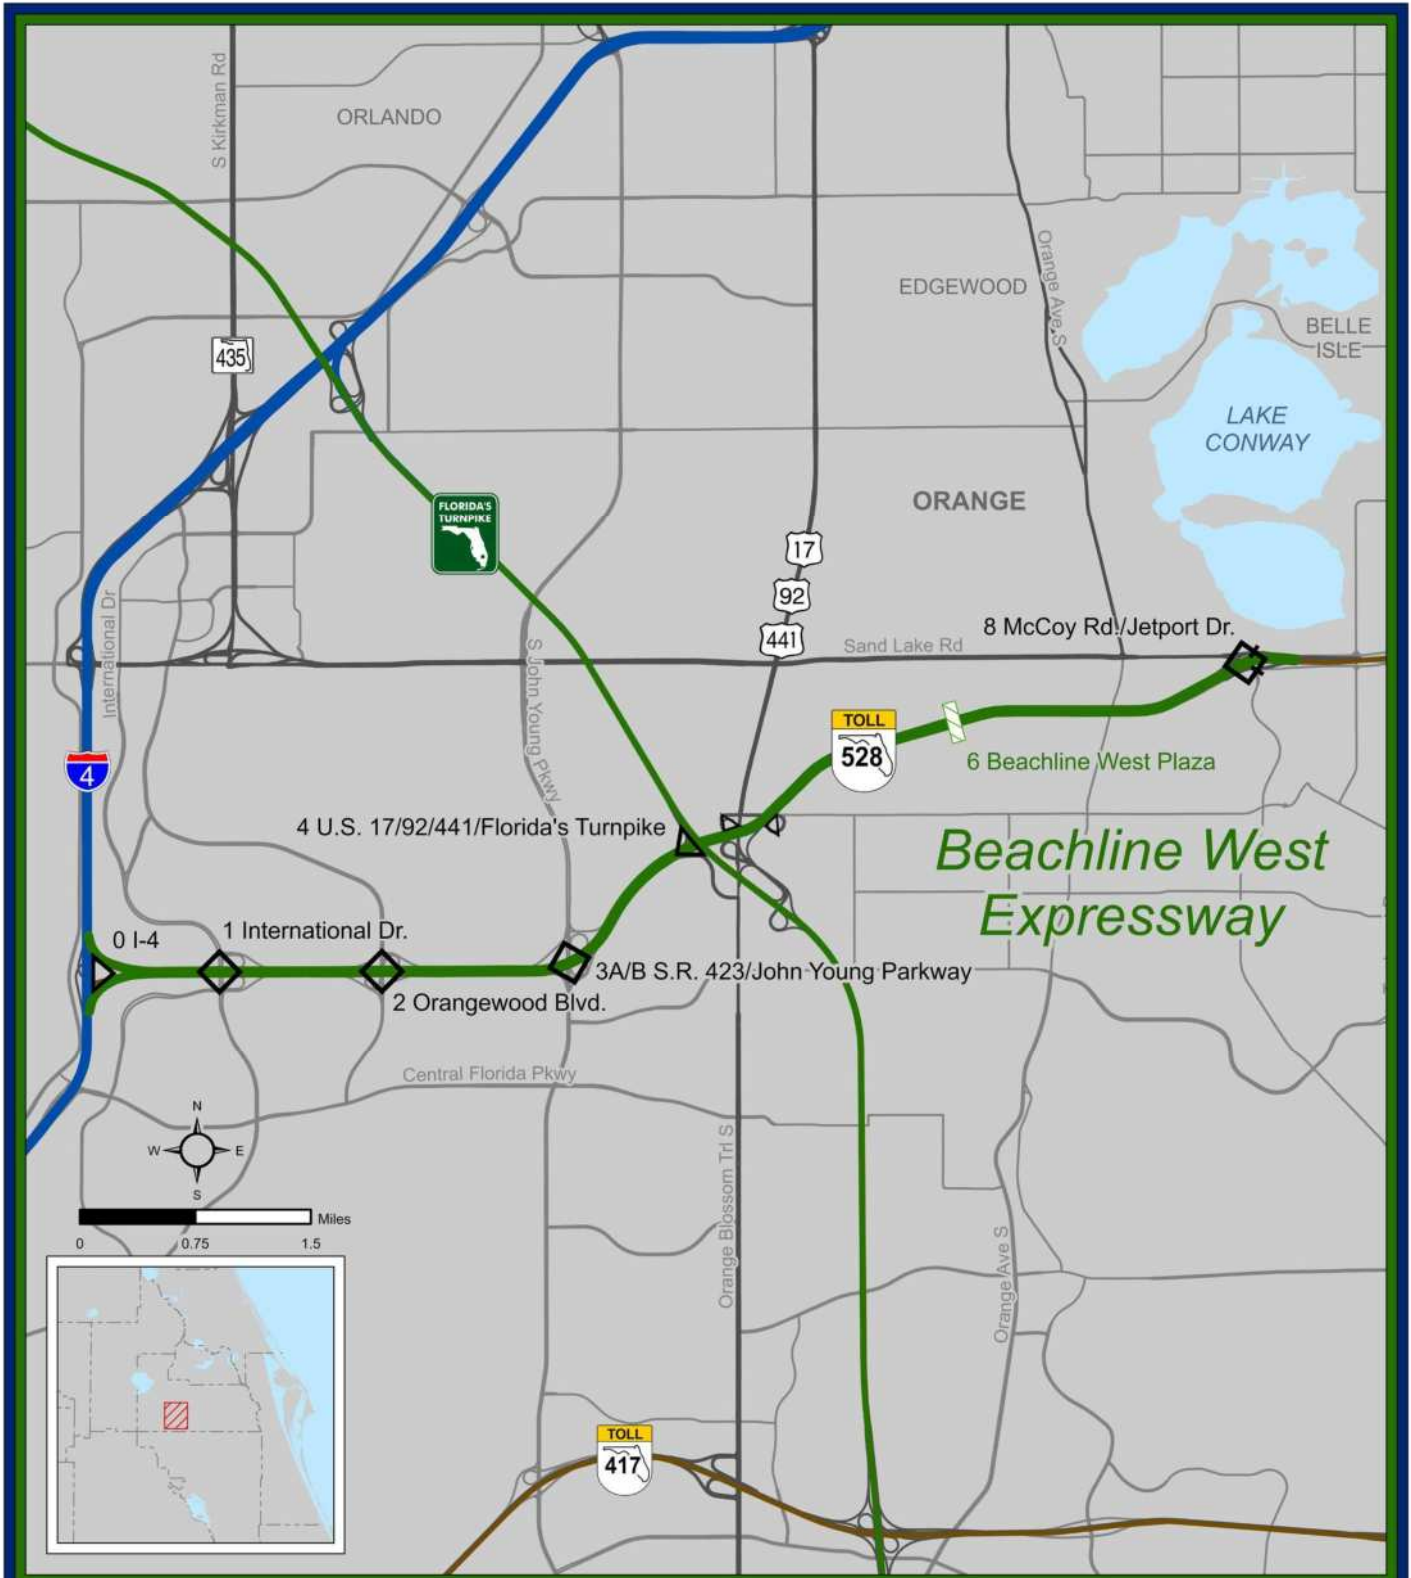 S Kirkman Rd
ORLANDO
Orange Ave S
EDGEWOOD
BELLE
ISLE
435
LAKE
CONWAY
FLORIDA'S
TURNPIKE
ORANGE
17
92
441
International Dr
S John Young Pkwy
Sand Lake Rd
8 McCoy Rd./Jetport Dr.
TOLL
528
6 Beachline West Plaza
4
4 U.S. 17/92/441/Florida's Turnpike
Beachline West
Expressway
0 I-4
1 International Dr.
3A/B S.R. 423/John Young Parkway
2 Orangewood Blvd.
Central Florida Pkwy
N
W
E
S
Miles
0
0.75
1.5
Orange Blossom Trl S
Orange Ave S
TOLL
417